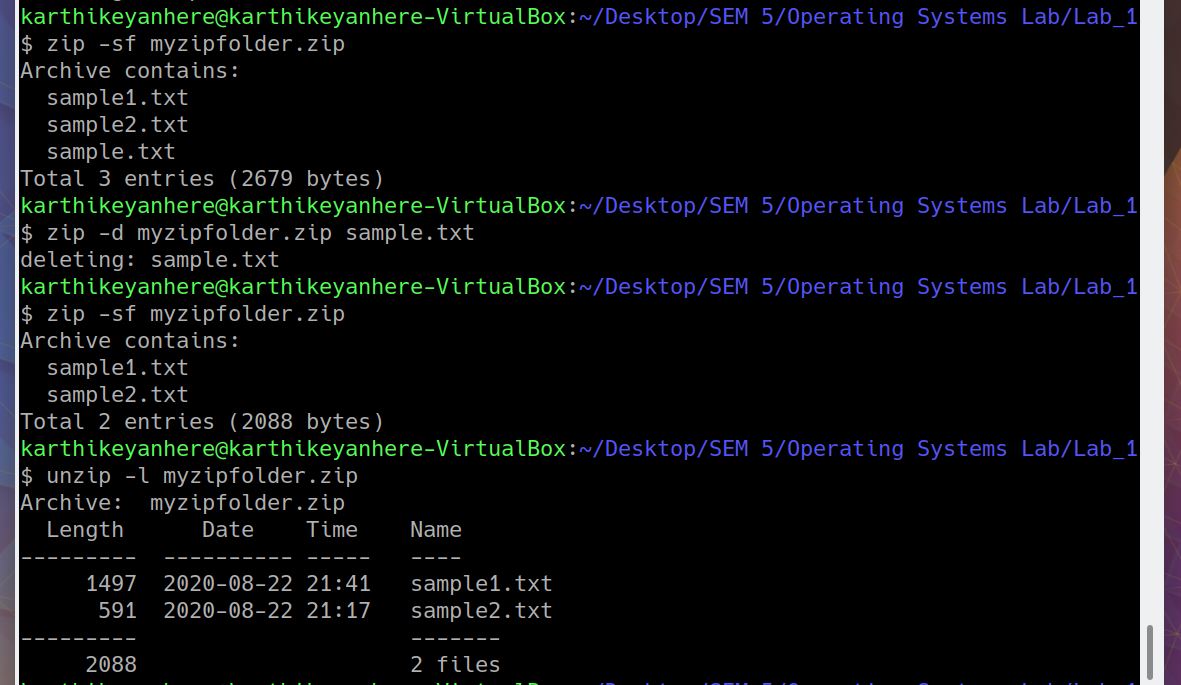 karthikeyanhere@karthikeyanhere-VirtualBox:~/Desktop/SEM 5/Operating Systems Lab/Lab_1
$ zip -sf myzipfolder.zip
Archive contains:
  sample1.txt
  sample2.txt
  sample.txt
Total 3 entries (2679 bytes)
karthikeyanhere@karthikeyanhere-VirtualBox:~/Desktop/SEM 5/Operating Systems Lab/Lab_1
$ zip -d myzipfolder.zip sample.txt
deleting: sample.txt
karthikeyanhere@karthikeyanhere-VirtualBox:~/Desktop/SEM 5/Operating Systems Lab/Lab_1
$ zip -sf myzipfolder.zip
Archive contains:
  sample1.txt
  sample2.txt
Total 2 entries (2088 bytes)
karthikeyanhere@karthikeyanhere-VirtualBox:~/Desktop/SEM 5/Operating Systems Lab/Lab_1
$ unzip -l myzipfolder.zip
Archive:  myzipfolder.zip
  Length      Date    Time    Name
---------  ---------- -----   ----
     1497  2020-08-22 21:41   sample1.txt
      591  2020-08-22 21:17   sample2.txt
---------                     -------
     2088                     2 files